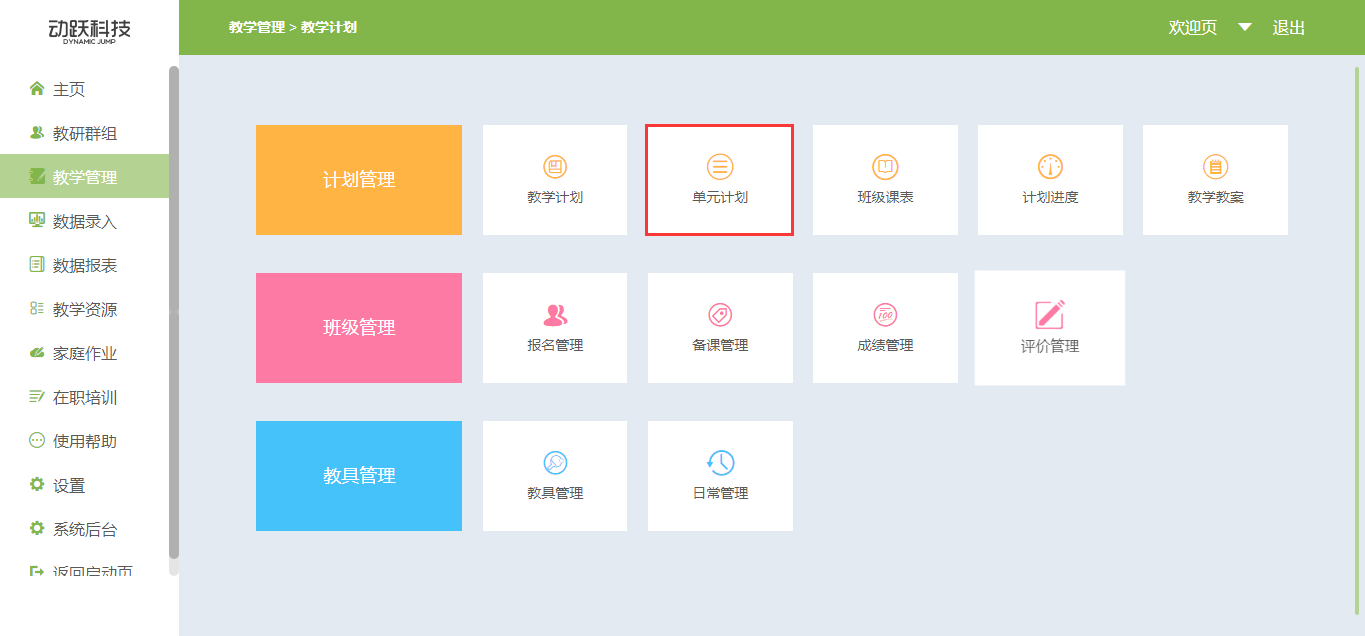 动跃科技
DYNAMIC JUMP
教学管理 > 教学计划
欢迎页
退出
主页
教研群组
教学管理
数据录入
数据报表
教学资源
家庭作业
在职培训
使用帮助
设置
系统后台
返回启动页
计划管理
教学计划
单元计划
班级课表
计划进度
教学教案
班级管理
报名管理
备课管理
100
成绩管理
评价管理
教具管理
教具管理
日常管理